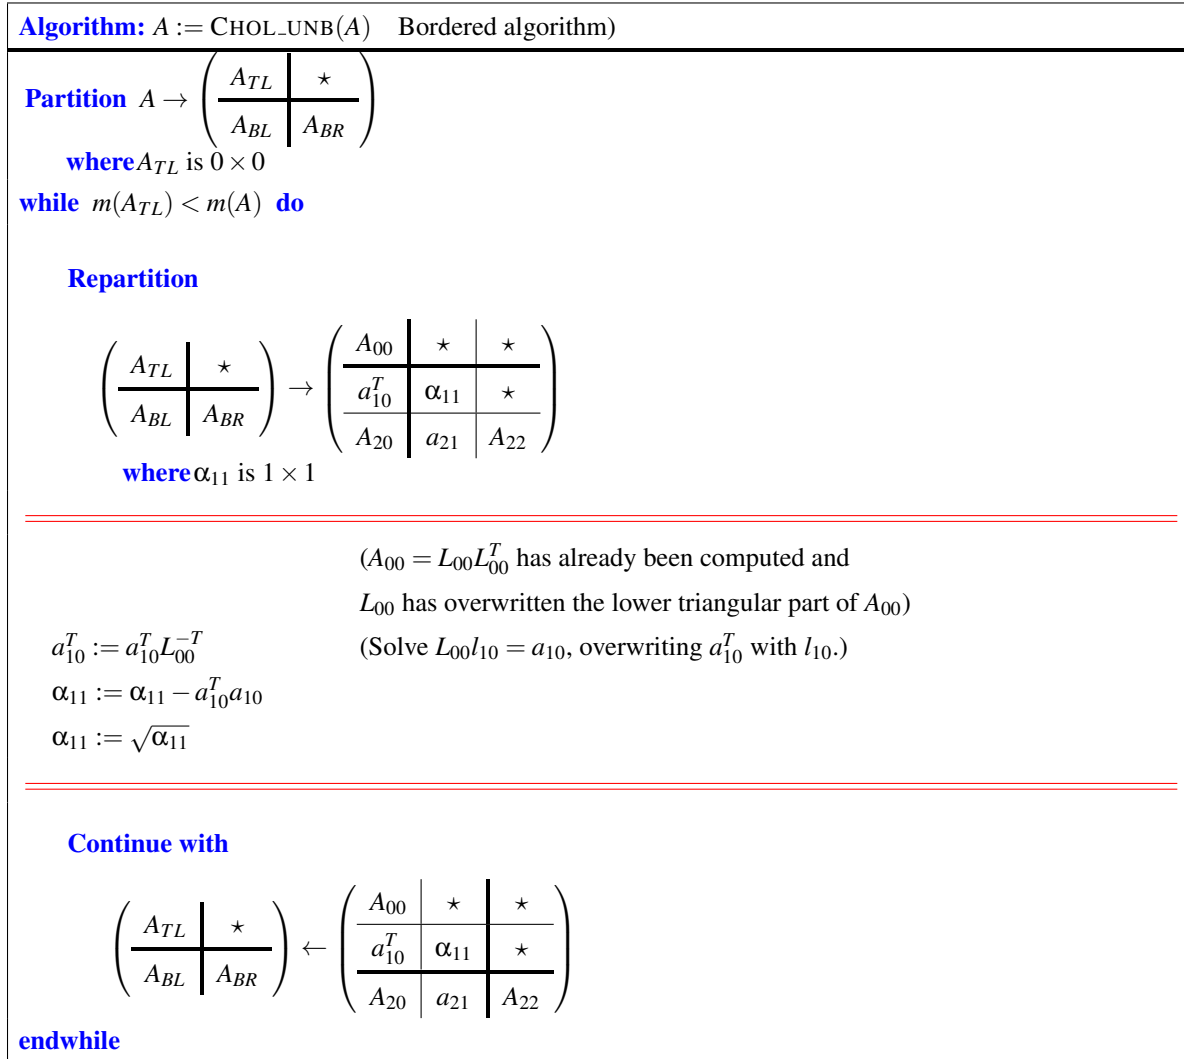 Algorithm: A := CHOL_UNB(A) Bordered algorithm)
Partition A → ( A_TL | ⋆ ; A_BL | A_BR )
where A_TL is 0 × 0
while m(A_TL) < m(A) do
Repartition
( A_TL | ⋆ ; A_BL | A_BR ) → ( A_00 | ⋆ | ⋆ ; a_10^T | α_11 | ⋆ ; A_20 | a_21 | A_22 )
where α_11 is 1 × 1
(A_00 = L_00 L_00^T has already been computed and
L_00 has overwritten the lower triangular part of A_00)
a_10^T := a_10^T L_00^{-T} (Solve L_00 l_10 = a_10, overwriting a_10^T with l_10.)
α_11 := α_11 − a_10^T a_10
α_11 := √α_11
Continue with
( A_TL | ⋆ ; A_BL | A_BR ) ← ( A_00 | ⋆ | ⋆ ; a_10^T | α_11 | ⋆ ; A_20 | a_21 | A_22 )
endwhile